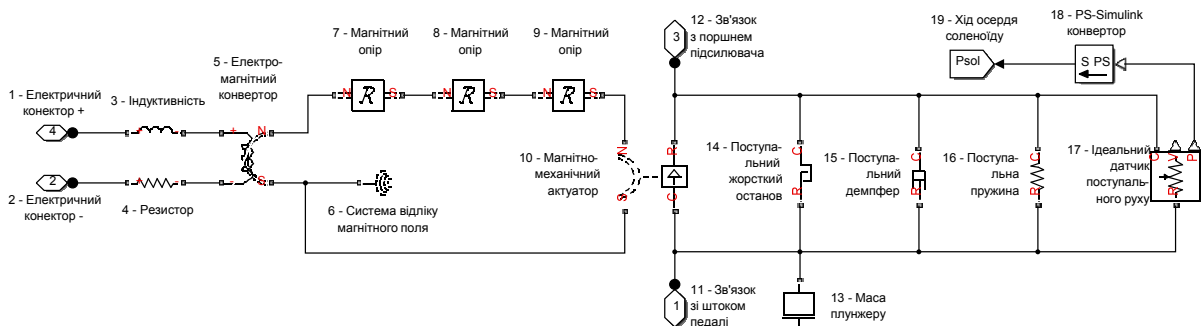 1 - Електричний
конектор +
4
3 - Індуктивність
+
-
5 - Електро-
магнітний
конвертор
+
N
-
S
7 - Магнітний
опір
N
R
S
8 - Магнітний
опір
N
R
S
9 - Магнітний
опір
N
R
S
2
2 - Електричний
конектор -
+
-
4 - Резистор
6 - Система відліку
магнітного поля
10 - Магнітно-
механічний
актуатор
N
S
R
C
12 - Зв'язок
з поршнем
підсилювача
3
11 - Зв'язок
зі штоком
педалі
1
13 - Маса
плунжеру
14 - Поступа-
льний
жорсткий
останов
C
R
15 - Поступа-
льний
демпфер
C
R
16 - Поступа-
льна
пружина
C
R
17 - Ідеальний
датчик
поступаль-
ного руху
C
V
P
R
18 - PS-Simulink
конвертор
S PS
19 - Хід осердя
соленоїду
Psol